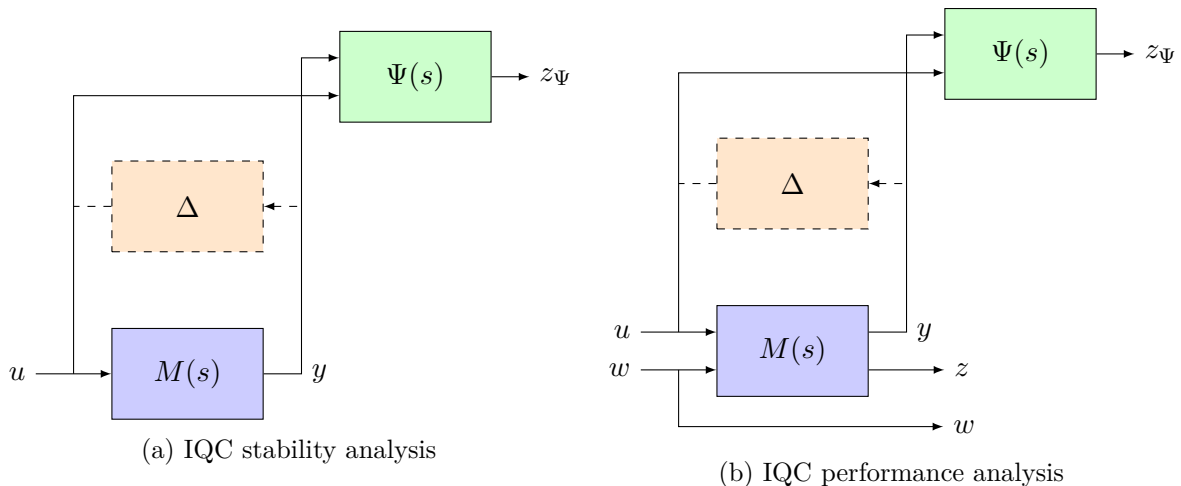 Ψ(s)
z_Ψ
Δ
u
M(s)
y
(a) IQC stability analysis
Ψ(s)
z_Ψ
Δ
u
w
M(s)
y
z
w
(b) IQC performance analysis